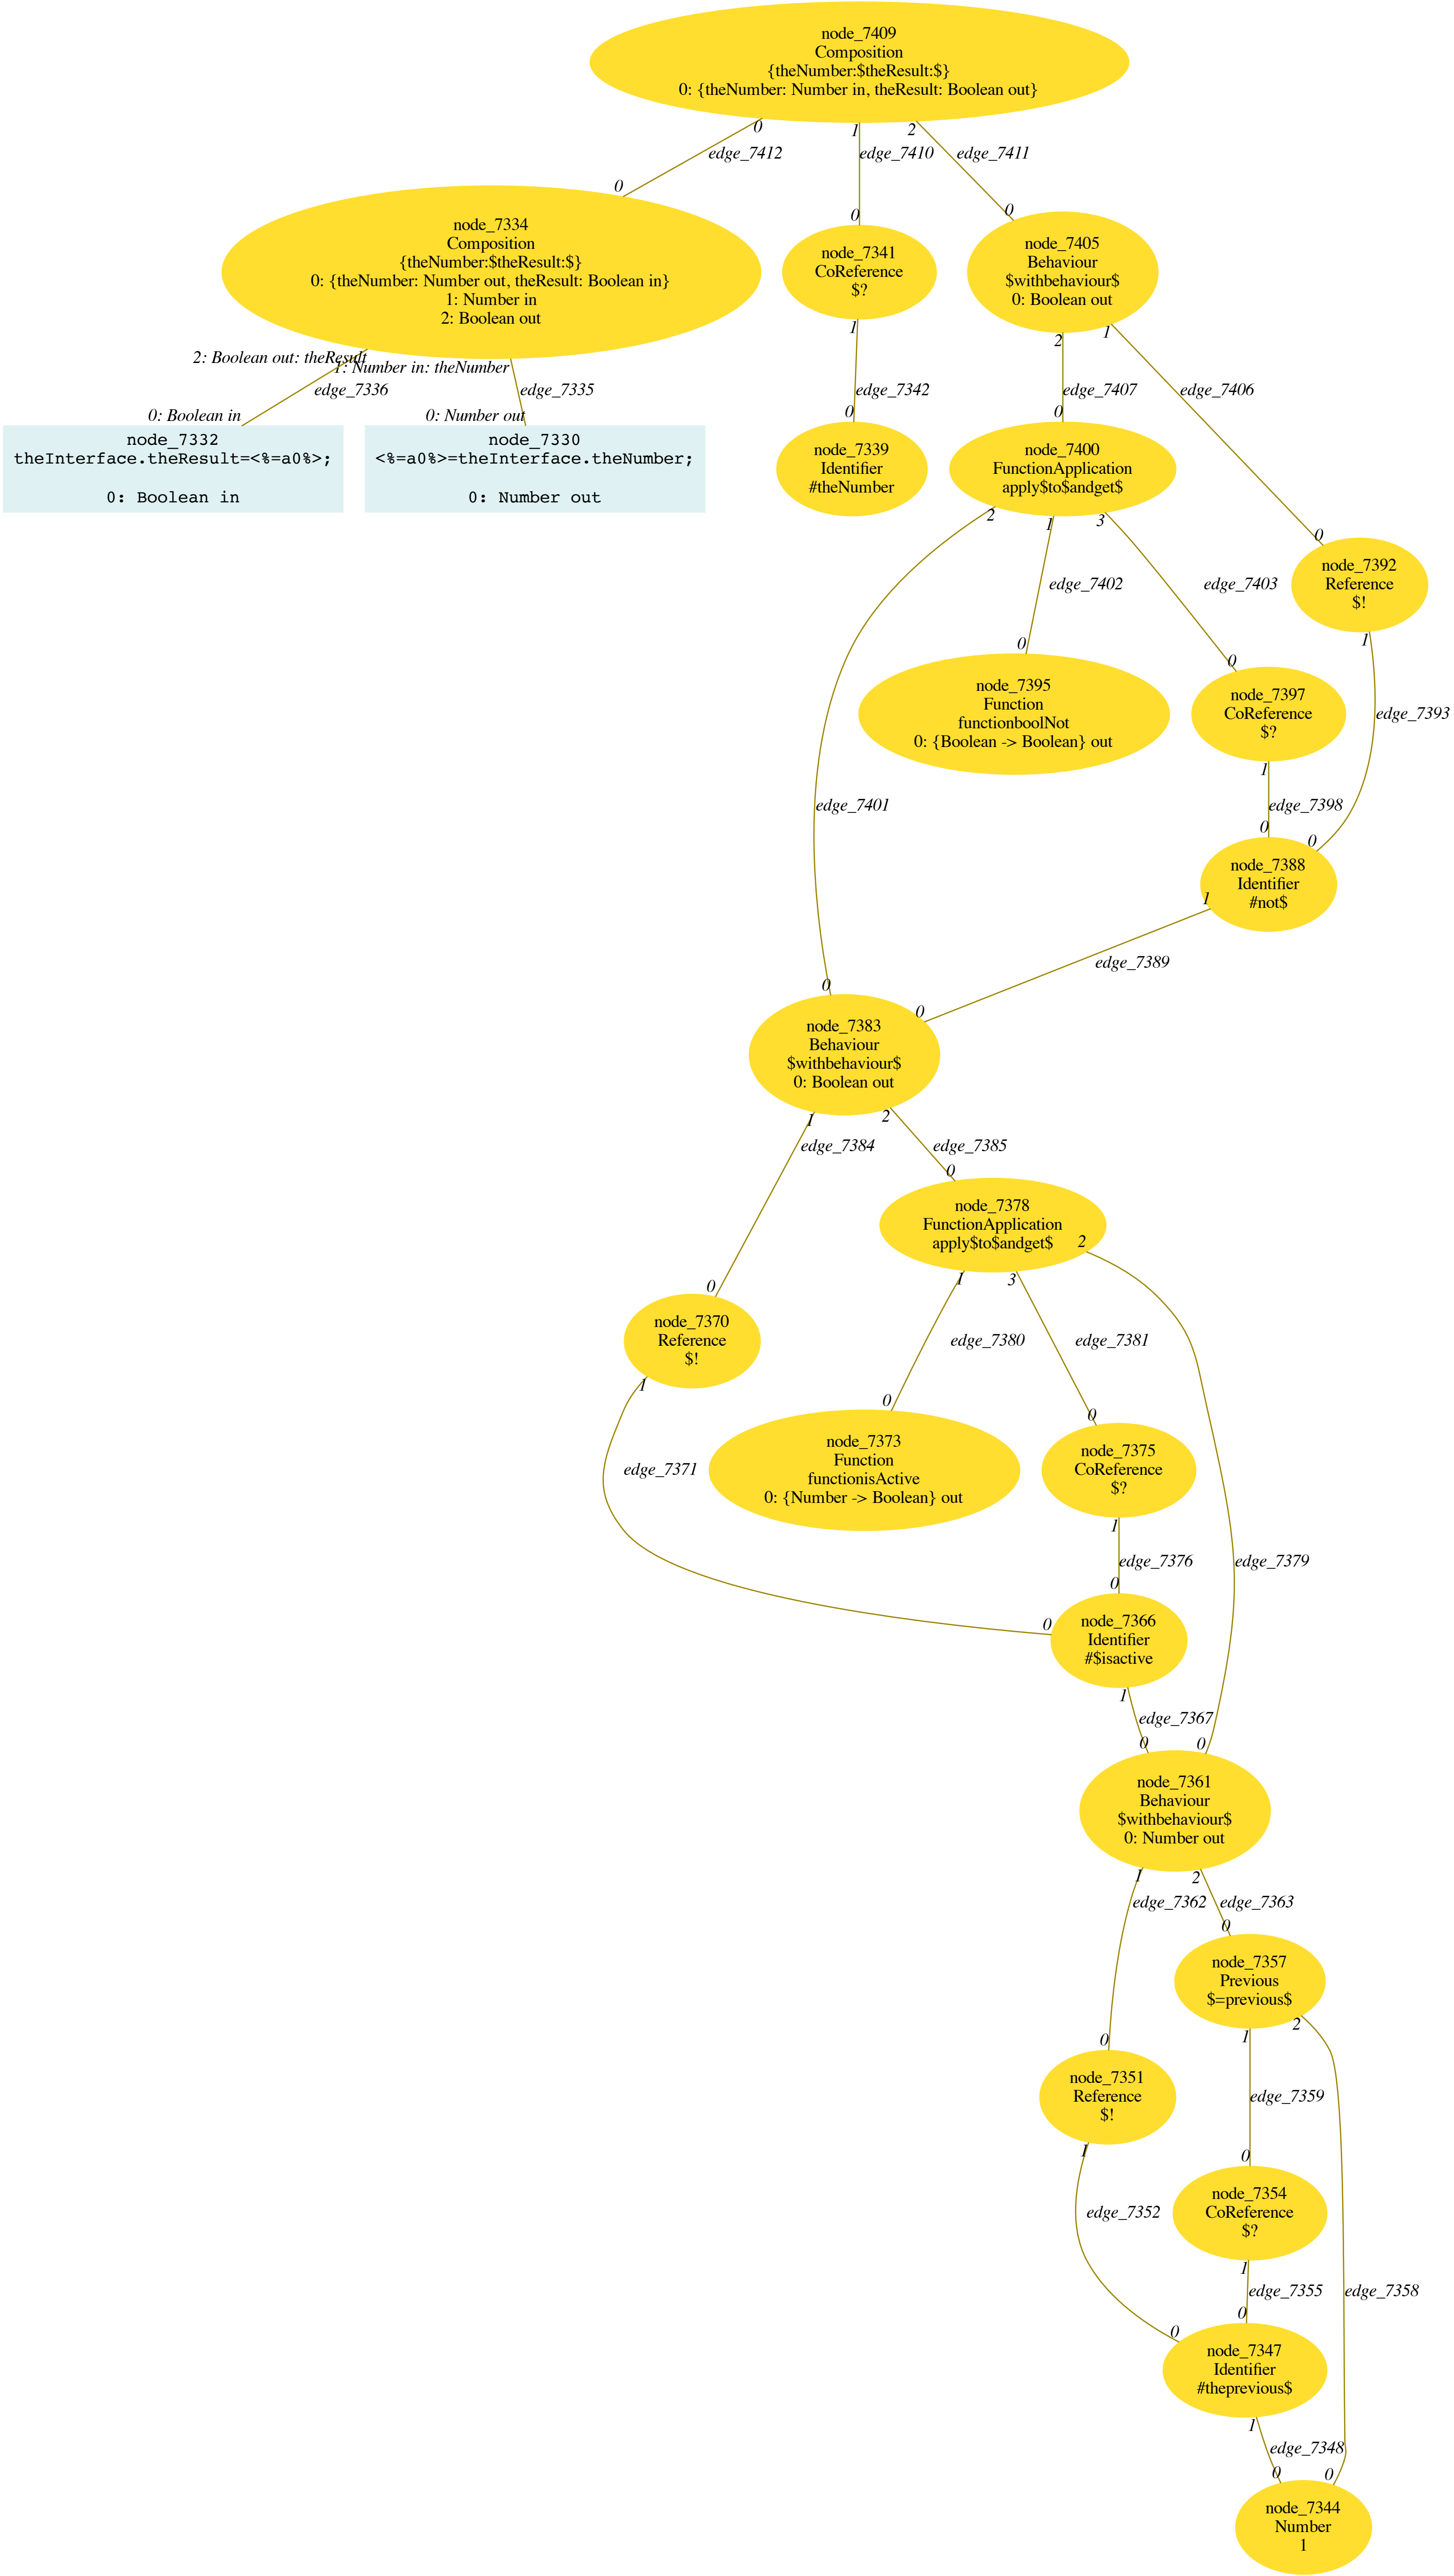 node_7409
Composition
{theNumber:$theResult:$}
0: {theNumber: Number in, theResult: Boolean out}
0
1
2
edge_7412
edge_7410
edge_7411
0
0
0
node_7334
Composition
{theNumber:$theResult:$}
0: {theNumber: Number out, theResult: Boolean in}
1: Number in
2: Boolean out
node_7341
CoReference
$?
node_7405
Behaviour
$withbehaviour$
0: Boolean out
2: Boolean out: theResult
1: Number in: theNumber
1
2
1
edge_7336
edge_7335
edge_7342
edge_7407
edge_7406
0: Boolean in
0: Number out
0
0
node_7332
theInterface.theResult=<%=a0%>;
0: Boolean in
node_7330
<%=a0%>=theInterface.theNumber;
0: Number out
node_7339
Identifier
#theNumber
node_7400
FunctionApplication
apply$to$andget$
2
1
3
0
node_7392
Reference
$!
edge_7402
edge_7403
1
0
0
node_7395
Function
functionboolNot
0: {Boolean -> Boolean} out
node_7397
CoReference
$?
edge_7393
1
edge_7401
edge_7398
0
0
node_7388
Identifier
#not$
1
edge_7389
0
0
node_7383
Behaviour
$withbehaviour$
0: Boolean out
1
2
edge_7384
edge_7385
0
node_7378
FunctionApplication
apply$to$andget$
2
1
3
0
node_7370
Reference
$!
edge_7380
edge_7381
1
0
0
node_7373
Function
functionisActive
0: {Number -> Boolean} out
node_7375
CoReference
$?
edge_7371
1
edge_7376
edge_7379
0
0
node_7366
Identifier
#$isactive
1
edge_7367
0
0
node_7361
Behaviour
$withbehaviour$
0: Number out
1
2
edge_7362
edge_7363
0
node_7357
Previous
$=previous$
1
2
0
node_7351
Reference
$!
edge_7359
1
0
node_7354
CoReference
$?
edge_7352
1
edge_7355
edge_7358
0
0
node_7347
Identifier
#theprevious$
1
edge_7348
0
0
node_7344
Number
1